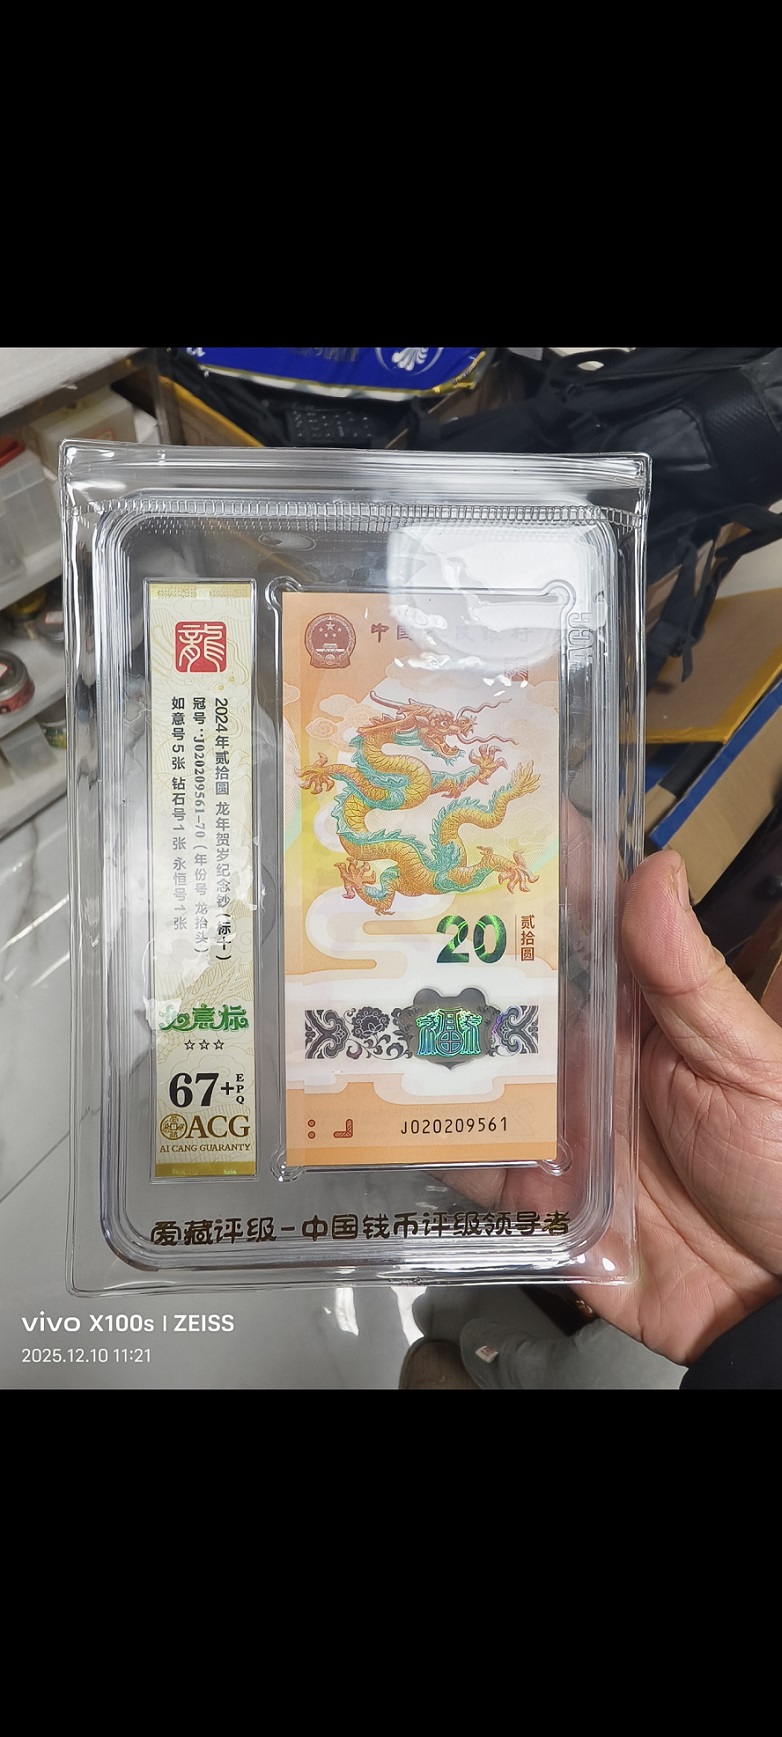 龍
2024年贰拾圆 龙年贺岁纪念钞(标十)
冠号:J020209561-70(年份号 龙抬头)
如意号5张 钻石号1张 永恒号1张
如意标
☆☆☆
67+EPQ
ACG
AI CANG GUARANTY
中国
20
贰拾圆
J020209561
ACG
爱藏评级-中国钱币评级领导者
vivo X100s | ZEISS
2025.12.10 11:21